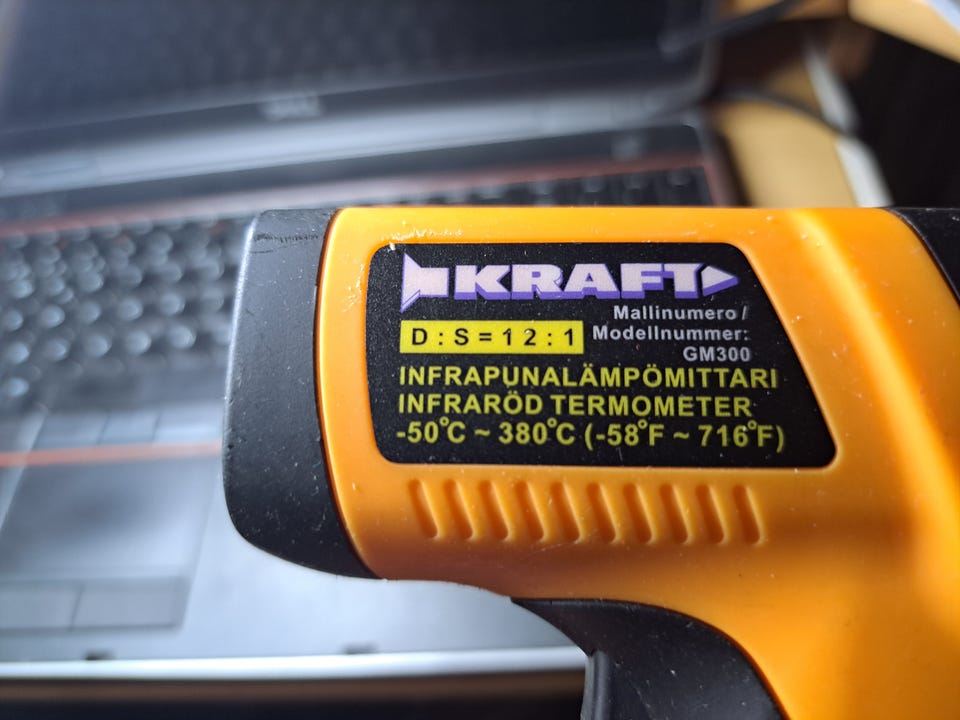 KRAFT
Mallinumero/
D:S=12:1 Modellnummer:
GM300
INFRAPUNALÄMPÖMITTARI
INFRARÖD TERMOMETER
-50°C ~ 380°C (-58°F ~ 716°F)